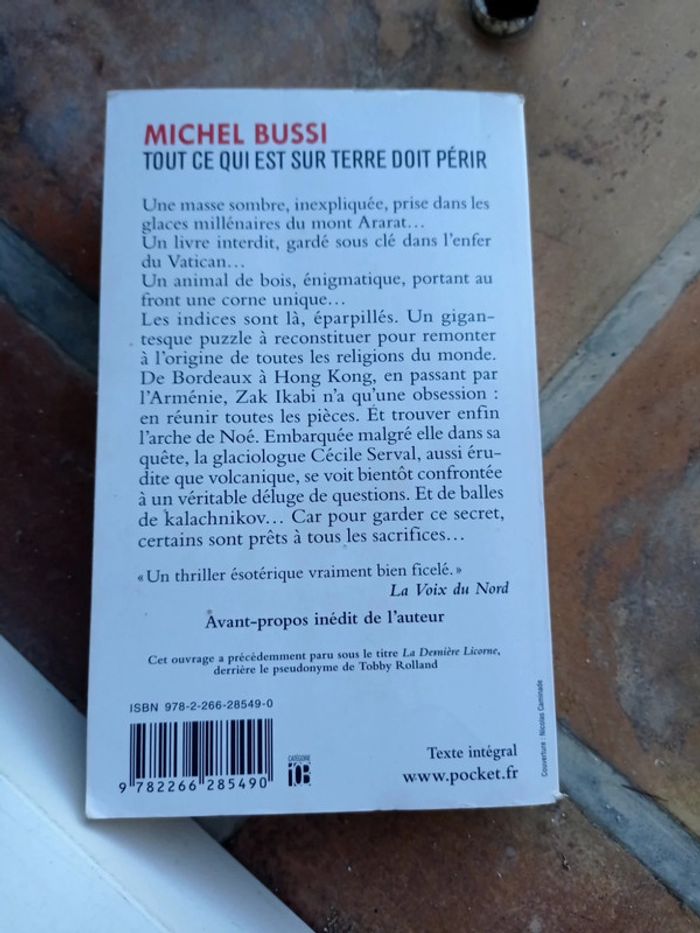 MICHEL BUSSI
TOUT CE QUI EST SUR TERRE DOIT PÉRIR
Une masse sombre, inexpliquée, prise dans les
glaces millénaires du mont Ararat…
Un livre interdit, gardé sous clé dans l'enfer
du Vatican…
Un animal de bois, énigmatique, portant au
front une corne unique…
Les indices sont là, éparpillés. Un gigan-
tesque puzzle à reconstituer pour remonter
à l'origine de toutes les religions du monde.
De Bordeaux à Hong Kong, en passant par
l'Arménie, Zak Ikabi n'a qu'une obsession :
en réunir toutes les pièces. Et trouver enfin
l'arche de Noé. Embarquée malgré elle dans sa
quête, la glaciologue Cécile Serval, aussi éru-
dite que volcanique, se voit bientôt confrontée
à un véritable déluge de questions. Et de balles
de kalachnikov… Car pour garder ce secret,
certains sont prêts à tous les sacrifices…
« Un thriller ésotérique vraiment bien ficelé. »
La Voix du Nord
Avant-propos inédit de l'auteur
Cet ouvrage a précédemment paru sous le titre La Dernière Licorne,
derrière le pseudonyme de Tobby Rolland
ISBN 978-2-266-28549-0
9 782266 285490
CATÉGORIE
Texte intégral
www.pocket.fr
Couverture : Nicolas Caminade